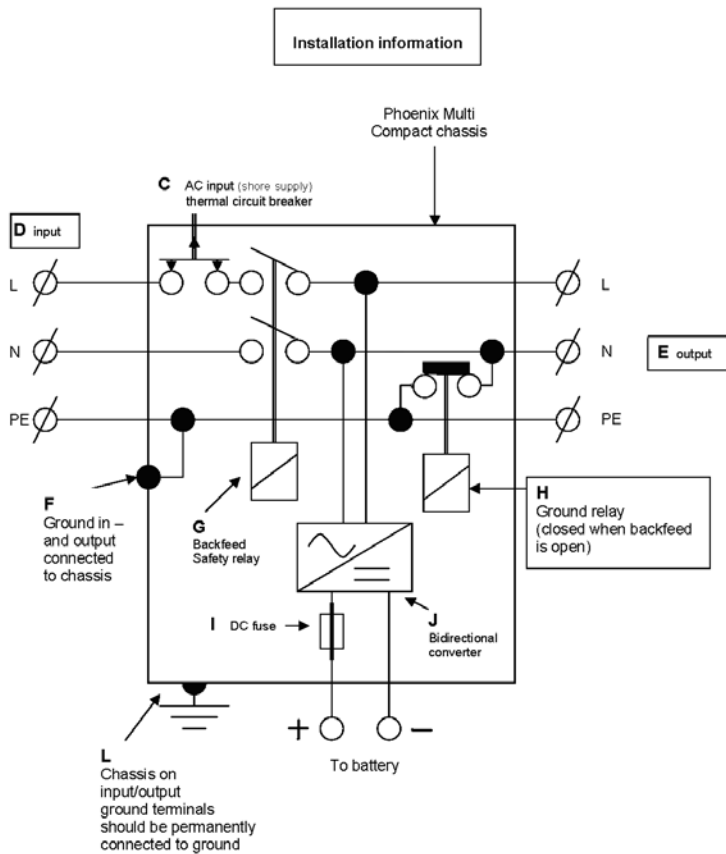 Installation information
Phoenix Multi
Compact chassis
C AC input (shore supply)
thermal circuit breaker
D input
L
L
N
N
E output
PE
PE
F
Ground in –
and output
connected
to chassis
G
Backfeed
Safety relay
H
Ground relay
(closed when backfeed
is open)
I DC fuse
J
Bidirectional
converter
+
–
To battery
L
Chassis on
input/output
ground terminals
should be permanently
connected to ground